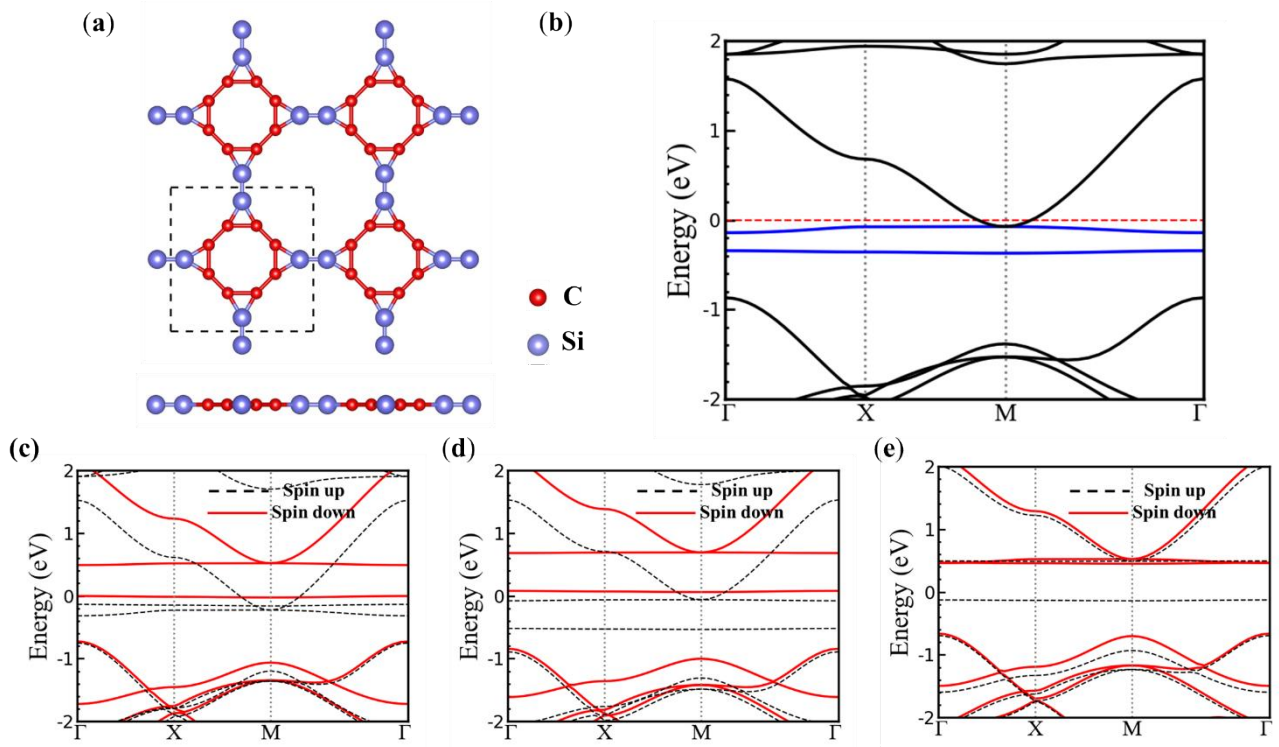 (a)
C
Si
(b)
Energy (eV)
2
1
0
-1
-2
Γ X M Γ
(c)
Energy (eV)
2
1
0
-1
-2
Spin up
Spin down
Γ X M Γ
(d)
Energy (eV)
2
1
0
-1
-2
Spin up
Spin down
Γ X M Γ
(e)
Energy (eV)
2
1
0
-1
-2
Spin up
Spin down
Γ X M Γ